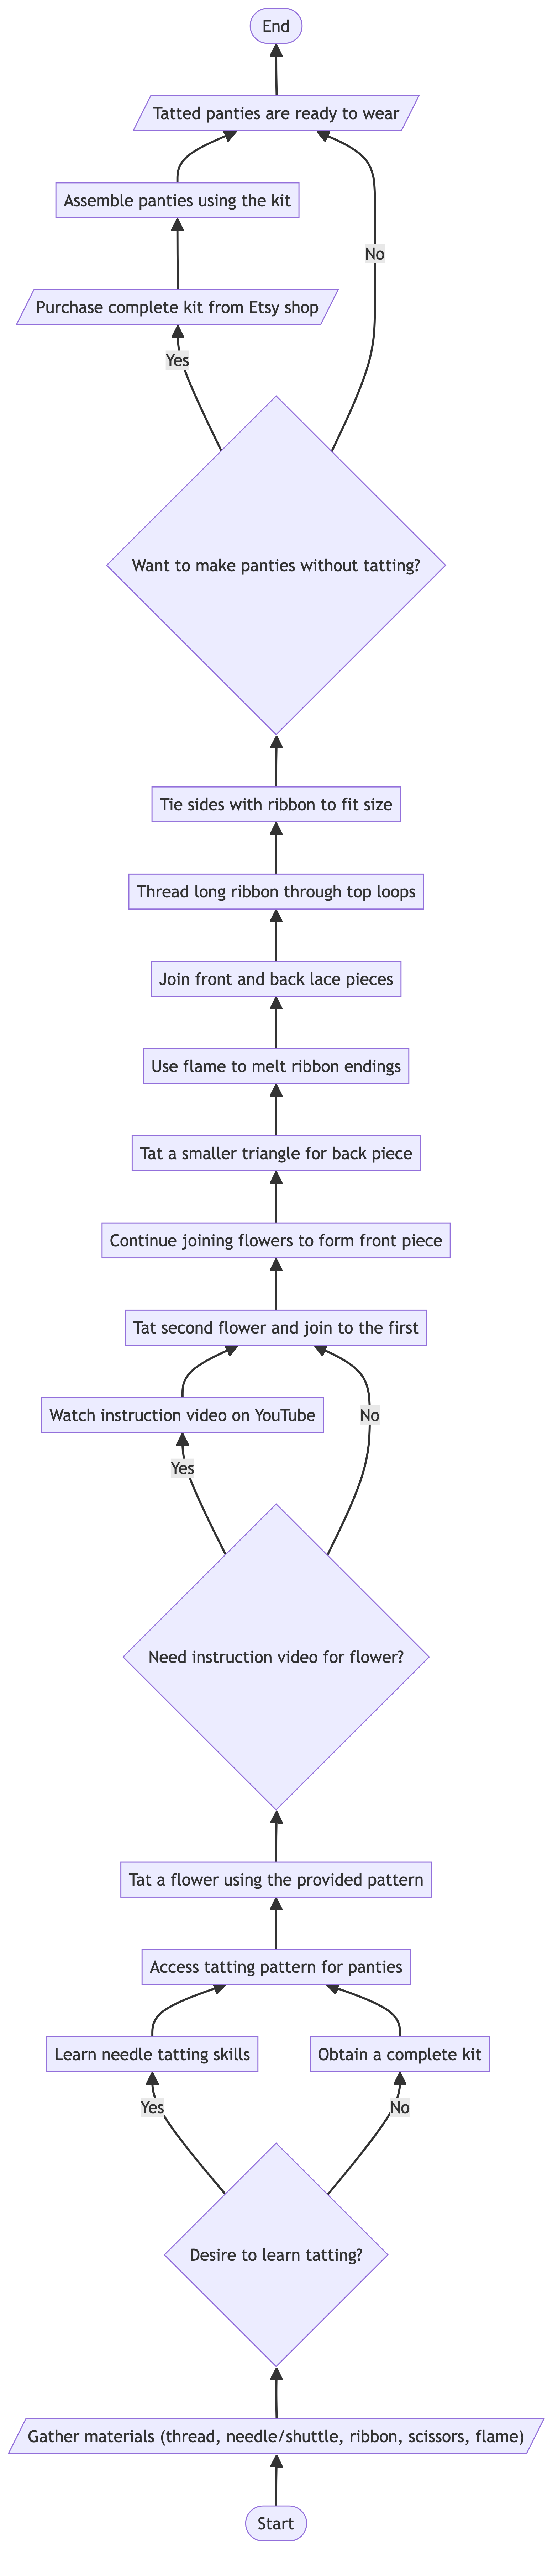 End
Tatted panties are ready to wear
Assemble panties using the kit
No
Purchase complete kit from Etsy shop
Yes
Want to make panties without tatting?
Tie sides with ribbon to fit size
Thread long ribbon through top loops
Join front and back lace pieces
Use flame to melt ribbon endings
Tat a smaller triangle for back piece
Continue joining flowers to form front piece
Tat second flower and join to the first
Watch instruction video on YouTube
No
Yes
Need instruction video for flower?
Tat a flower using the provided pattern
Access tatting pattern for panties
Learn needle tatting skills
Obtain a complete kit
Yes
No
Desire to learn tatting?
Gather materials (thread, needle/shuttle, ribbon, scissors, flame)
Start